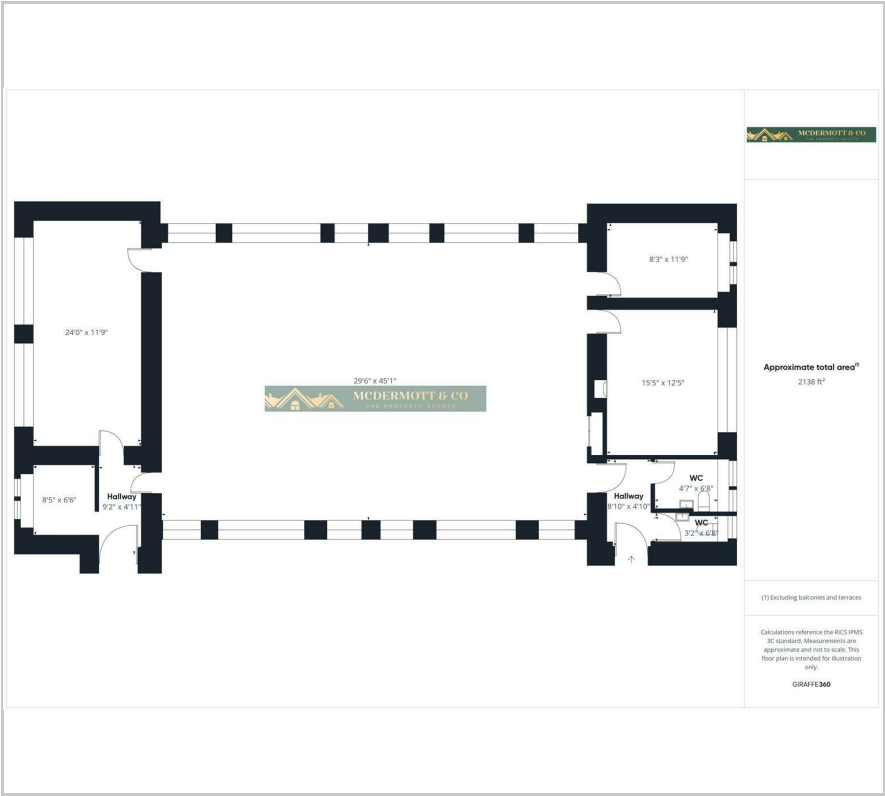 MCDERMOTT & CO
THE PROPERTY AGENTS
8'3" x 11'9"
24'0" x 11'9"
29'6" x 45'1"
15'5" x 12'5"
MCDERMOTT & CO
THE PROPERTY AGENTS
Approximate total area(1)
2138 ft²
WC
4'7" x 6'8"
8'5" x 6'6"
Hallway
9'2" x 4'11"
Hallway
8'10" x 4'10"
WC
3'2" x 6'8"
(1) Excluding balconies and terraces
Calculations reference the RICS IPMS
3C standard. Measurements are
approximate and not to scale. This
floor plan is intended for illustration
only.
GIRAFFE360